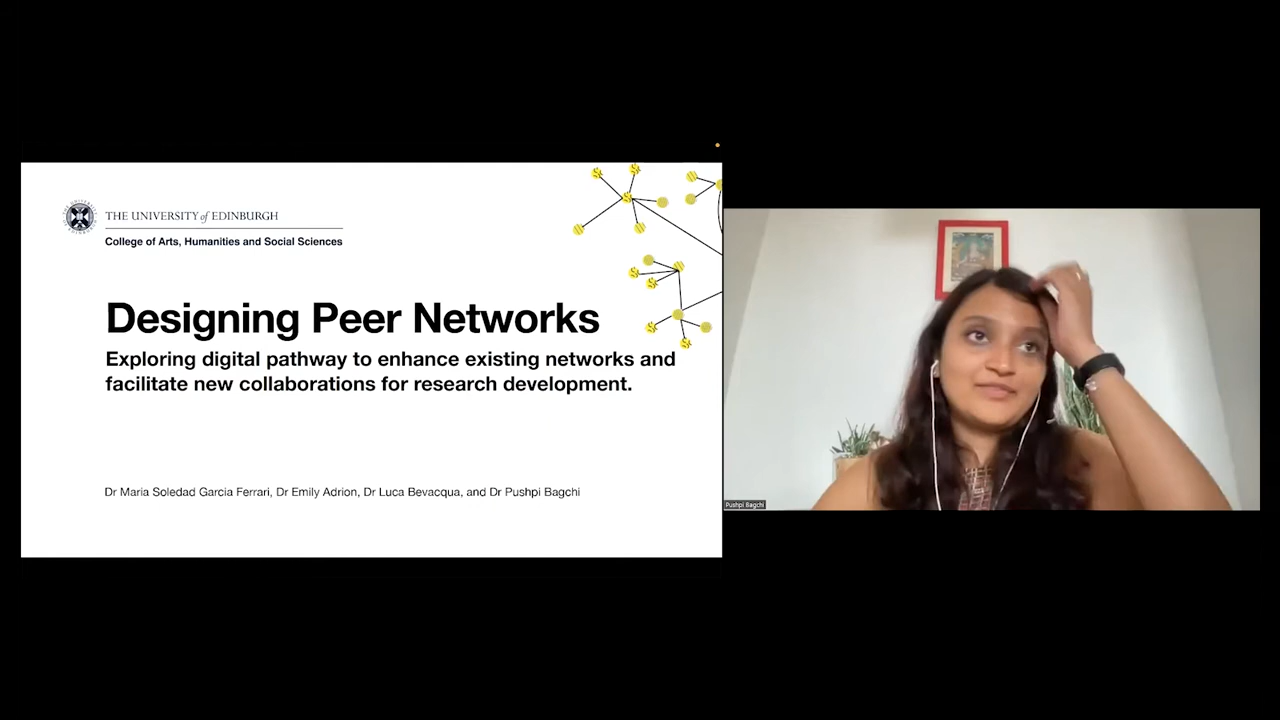 THE UNIVERSITY of EDINBURGH
College of Arts, Humanities and Social Sciences
Designing Peer Networks
Exploring digital pathway to enhance existing networks and
facilitate new collaborations for research development.
Dr Maria Soledad Garcia Ferrari, Dr Emily Adrion, Dr Luca Bevacqua, and Dr Pushpi Bagchi
Pushpi Bagchi